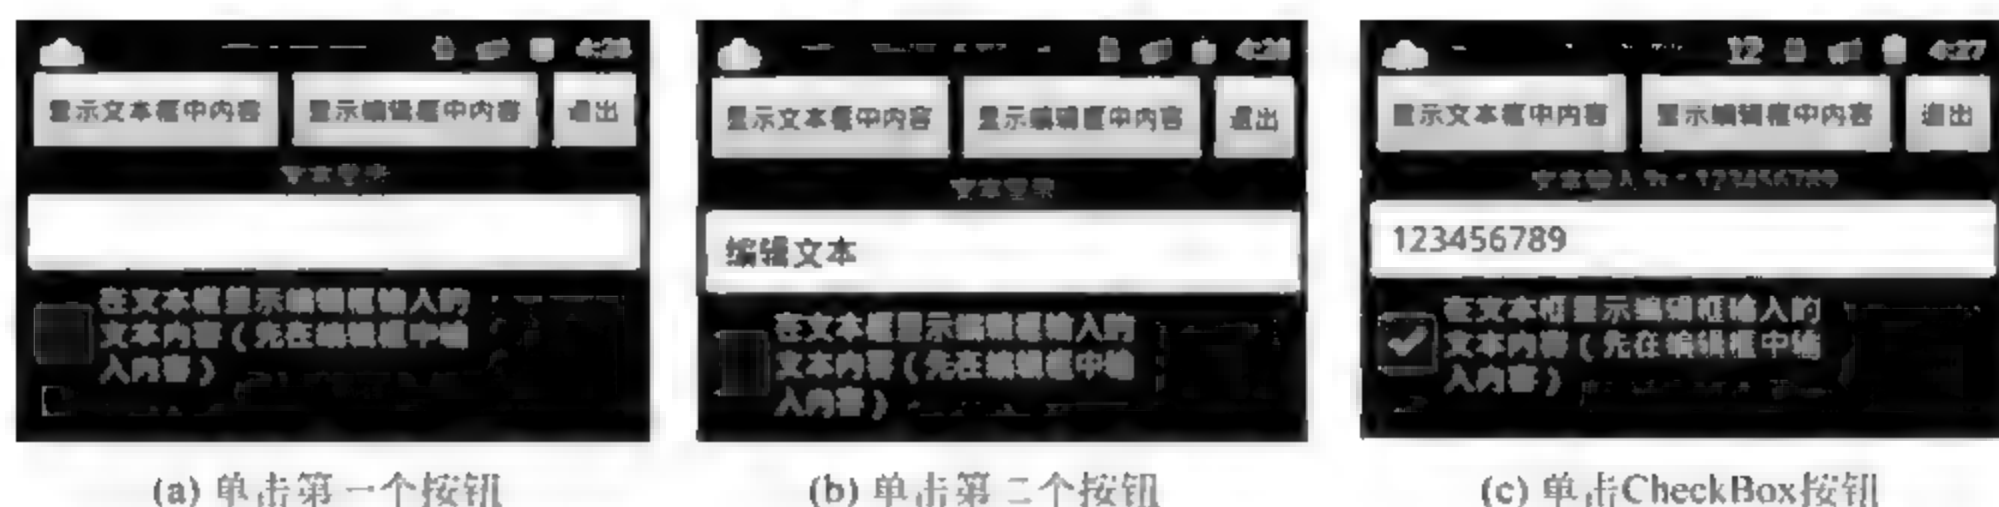 4:27
显示文本框中内容 显示编辑框中内容 退出
显示文本框中内容 显示编辑框中内容 退出
显示文本框中内容 显示编辑框中内容 退出
编辑文本
123456789
在文本框显示编辑框输入的
文本内容（先在编辑框中输
入内容）
在文本框显示编辑框输入的
文本内容（先在编辑框中输
入内容）
在文本框显示编辑框输入的
文本内容（先在编辑框中输
入内容）
(a) 单击第一个按钮
(b) 单击第二个按钮
(c) 单击CheckBox按钮